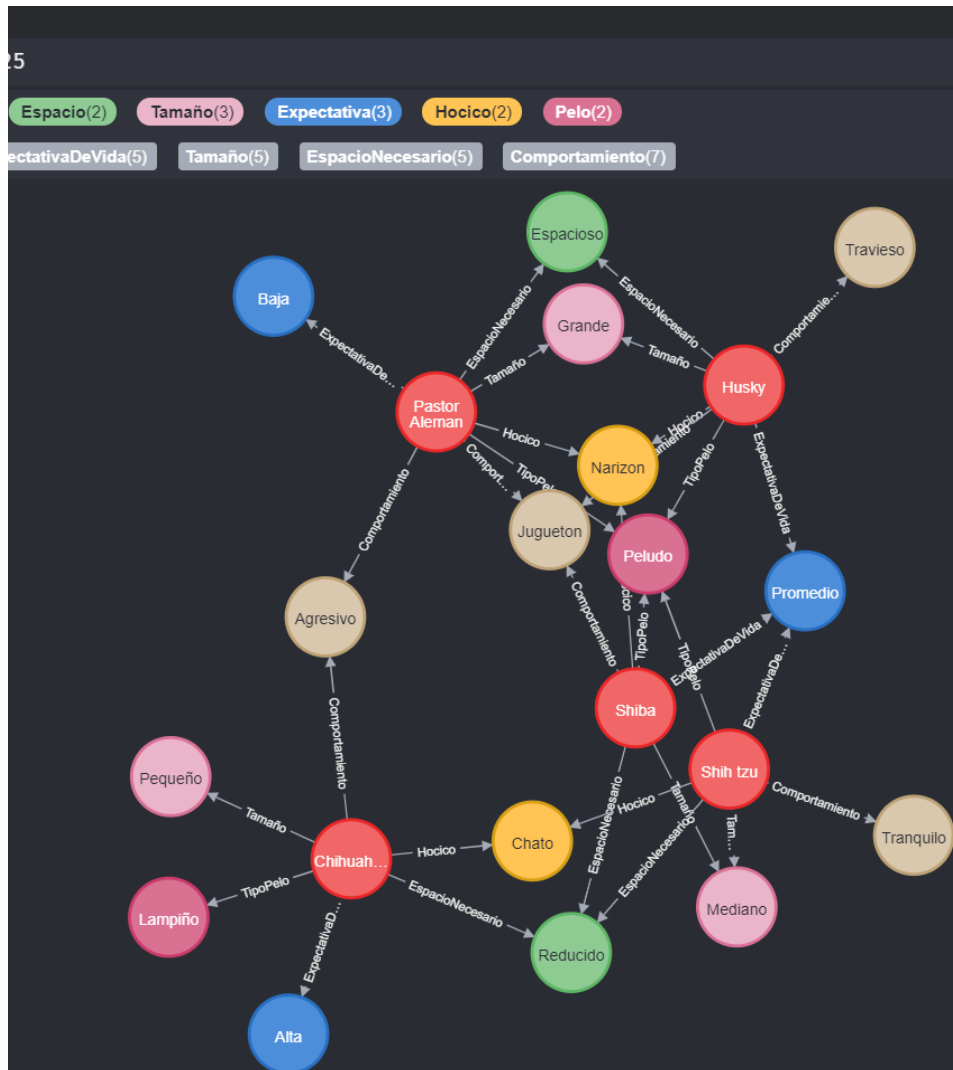 25
Espacio(2) Tamaño(3) Expectativa(3) Hocico(2) Pelo(2)
ectativaDeVida(5) Tamaño(5) EspacioNecesario(5) Comportamiento(7)
Espacioso
Travieso
Baja
EspacioNecesario
EspacioNecesario
Comportamie...
Grande
ExpectativaDe...
Tamaño
Tamaño
Husky
Pastor
Aleman
Hocico
Hocico
amiento
Narizon
Comport...
TipoPelo
TipoPelo
ExpectativaDeVida
Comportamiento
Jugueton
Peludo
Promedio
Agresivo
Comportamiento
ocico
TipoPelo
TipoPelo
ExpectativaDeVida
ExpectativaDe...
Shiba
Comportamiento
Shih tzu
Pequeño
Tamaño
Hocico
EspacioNecesario
Tamaño
Comportamiento
Tam...
EspacioNecesario
Tranquilo
Chihuah...
Hocico
Chato
TipoPelo
EspacioNecesario
Lampiño
Mediano
ExpectativaD...
Reducido
Alta